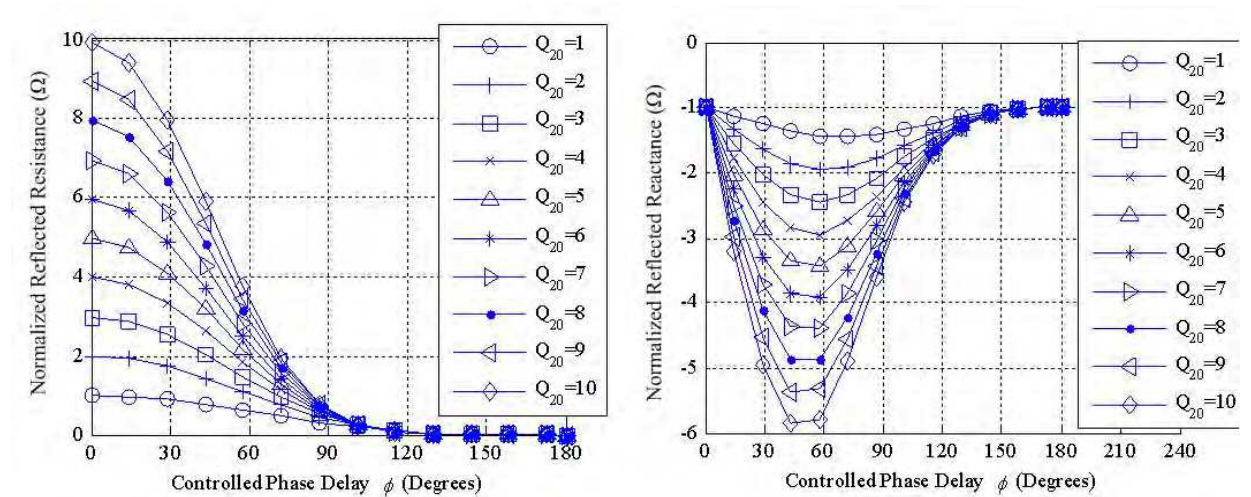 Normalized Reflected Resistance (Ω)
10
8
6
4
2
0
0 30 60 90 120 150 180
Controlled Phase Delay ϕ (Degrees)
Q20=1
Q20=2
Q20=3
Q20=4
Q20=5
Q20=6
Q20=7
Q20=8
Q20=9
Q20=10
Normalized Reflected Reactance (Ω)
0
-1
-2
-3
-4
-5
-6
0 30 60 90 120 150 180 210 240
Controlled Phase Delay ϕ (Degrees)
Q20=1
Q20=2
Q20=3
Q20=4
Q20=5
Q20=6
Q20=7
Q20=8
Q20=9
Q20=10